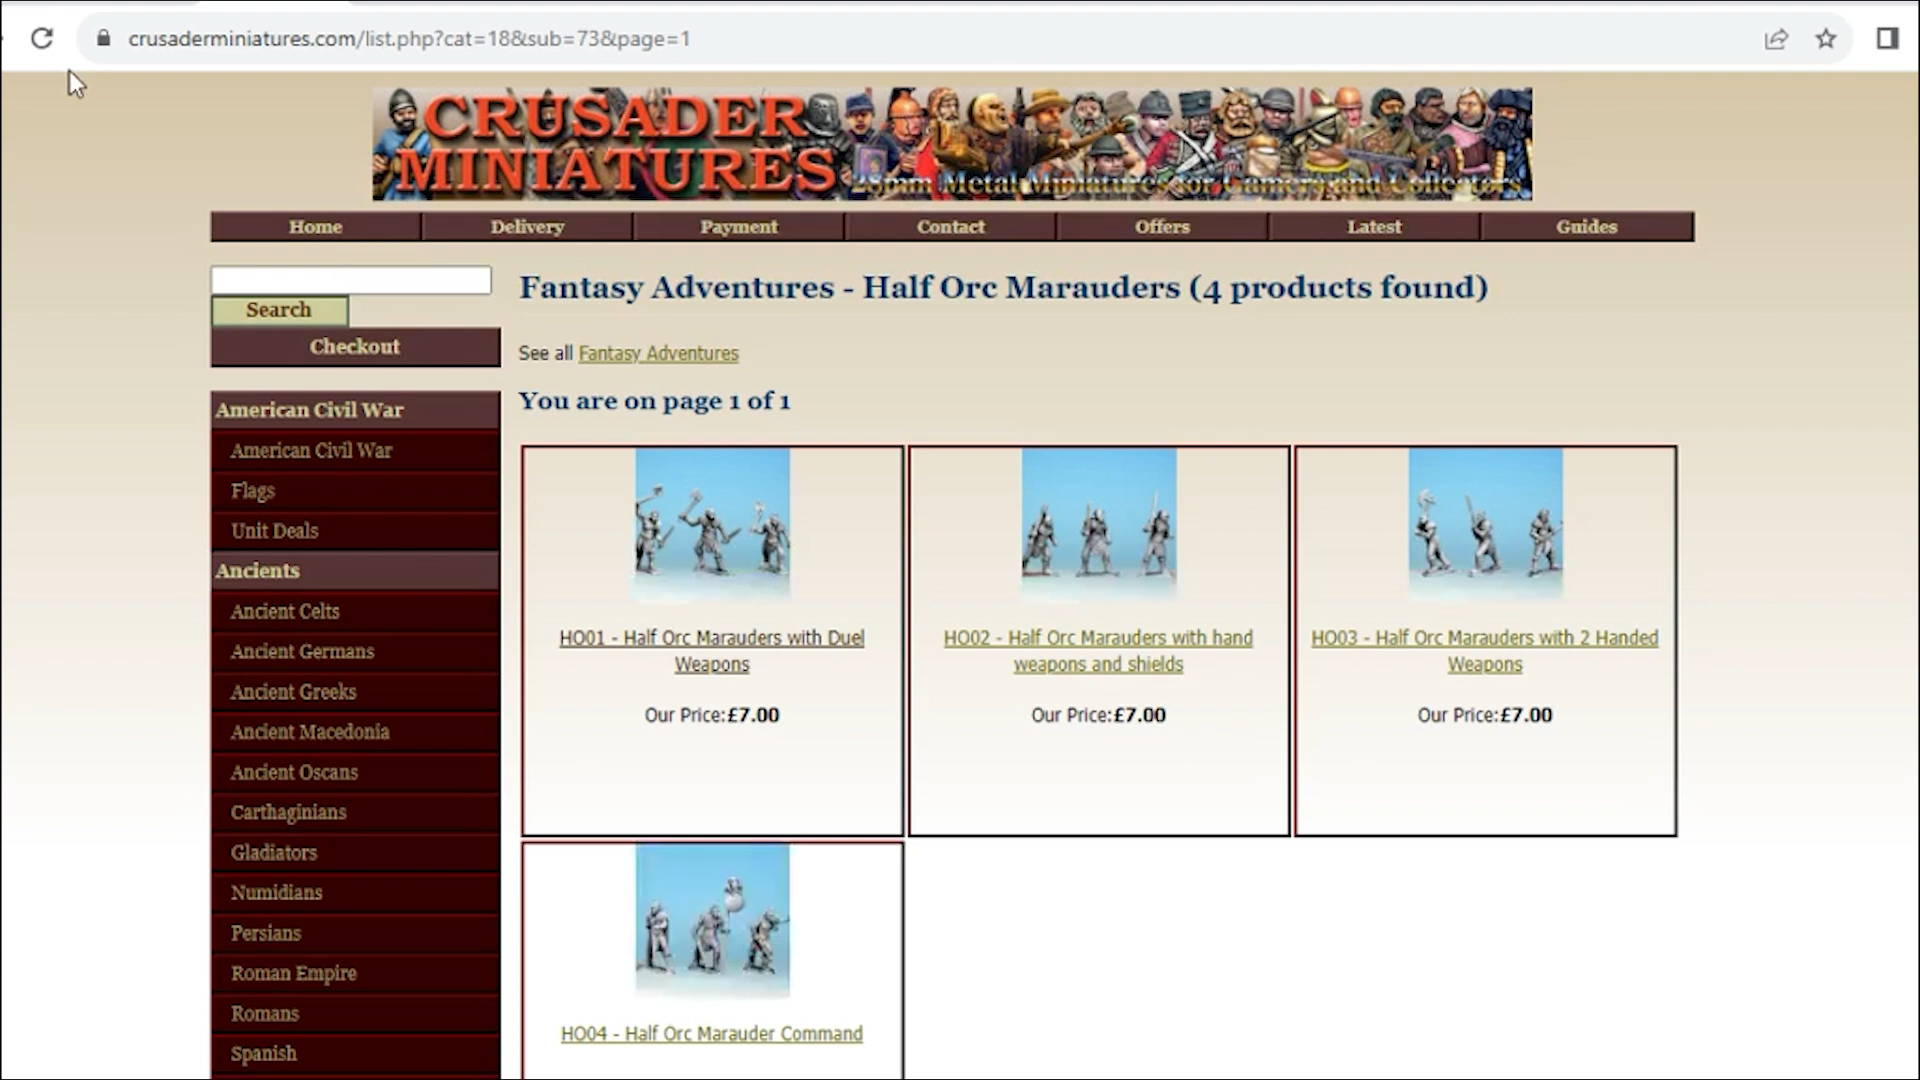 crusaderminiatures.com/list.php?cat=18&sub=73&page=1
CRUSADER
MINIATURES
28mm Metal Miniatures for Gamers and Collectors
Home Delivery Payment Contact Offers Latest Guides
Search
Checkout
American Civil War
American Civil War
Flags
Unit Deals
Ancients
Ancient Celts
Ancient Germans
Ancient Greeks
Ancient Macedonia
Ancient Oscans
Carthaginians
Gladiators
Numidians
Persians
Roman Empire
Romans
Spanish
Fantasy Adventures - Half Orc Marauders (4 products found)
See all Fantasy Adventures
You are on page 1 of 1
HO01 - Half Orc Marauders with Duel
Weapons
Our Price:£7.00
HO02 - Half Orc Marauders with hand
weapons and shields
Our Price:£7.00
HO03 - Half Orc Marauders with 2 Handed
Weapons
Our Price:£7.00
HO04 - Half Orc Marauder Command